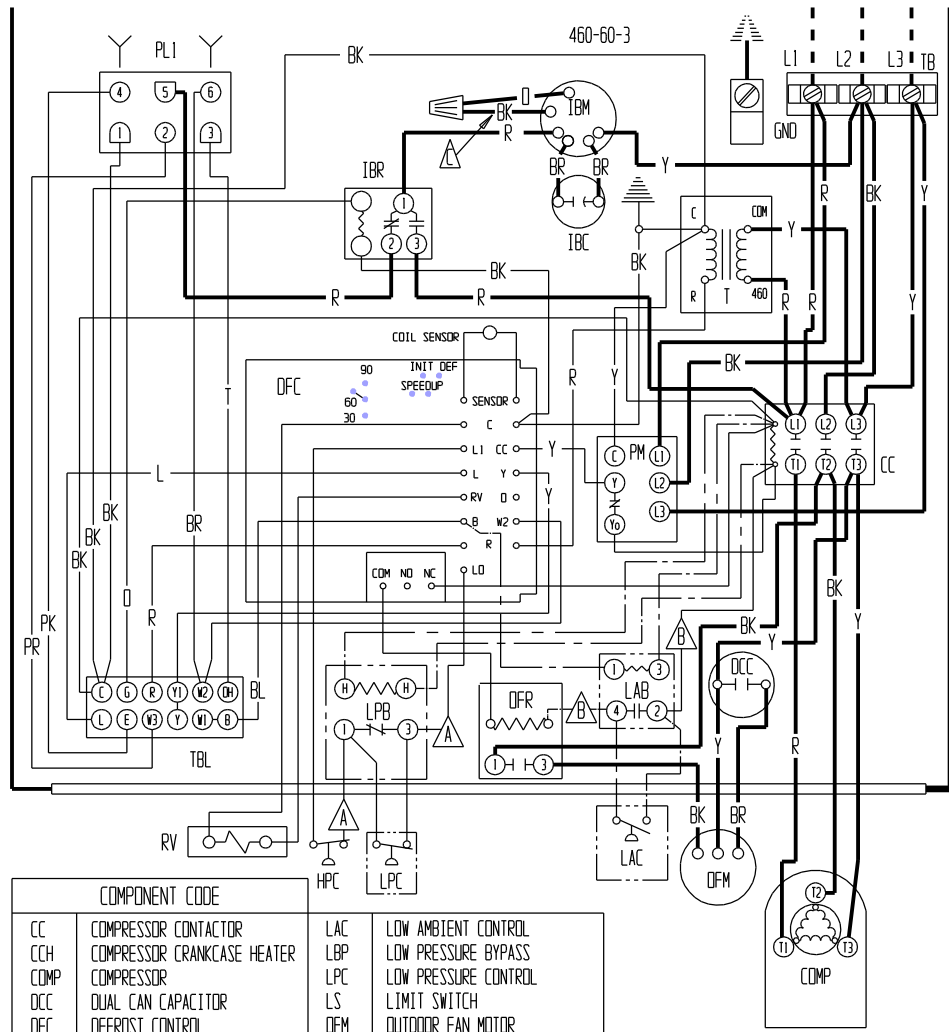 460-60-3
PL1
BK
L1 L2 L3 TB
4 5 6
O
IBM
BK
1 2 3
R
GND
IBR
BR BR
Y
R BK Y
1
IBC
C COM
Y
2 3
BK
BK
R R
R T 460
R R Y
COIL SENSOR
BK
90
INIT DEF
DFC
SPEEDUP
60
30
SENSOR
T
R Y
C
L1 CC Y
C PM L1
L1 L2 L3
L
L Y
Y L2
T1 T2 T3
CC
RV O
Y
BK
BR
B W2
Yo L3
BK
R
BK
COM NO NC
LO
O
R
PK
BK
Y
PR
B
BK
Y
C G R Y1 W2 OH
BL
H H
1 3
DCC
OFR
LAB
L E W3 Y W1 B
LPB
B
4 2
1 3
A
TBL
Y R
1 3
BK BR
RV
A
HPC LPC
LAC
OFM
T2
T1 T3
COMP
COMPONENT CODE
CC COMPRESSOR CONTACTOR LAC LOW AMBIENT CONTROL
CCH COMPRESSOR CRANKCASE HEATER LBP LOW PRESSURE BYPASS
COMP COMPRESSOR LPC LOW PRESSURE CONTROL
DCC DUAL CAN CAPACITOR LS LIMIT SWITCH
DFC DEFROST CONTROL OFM OUTDOOR FAN MOTOR